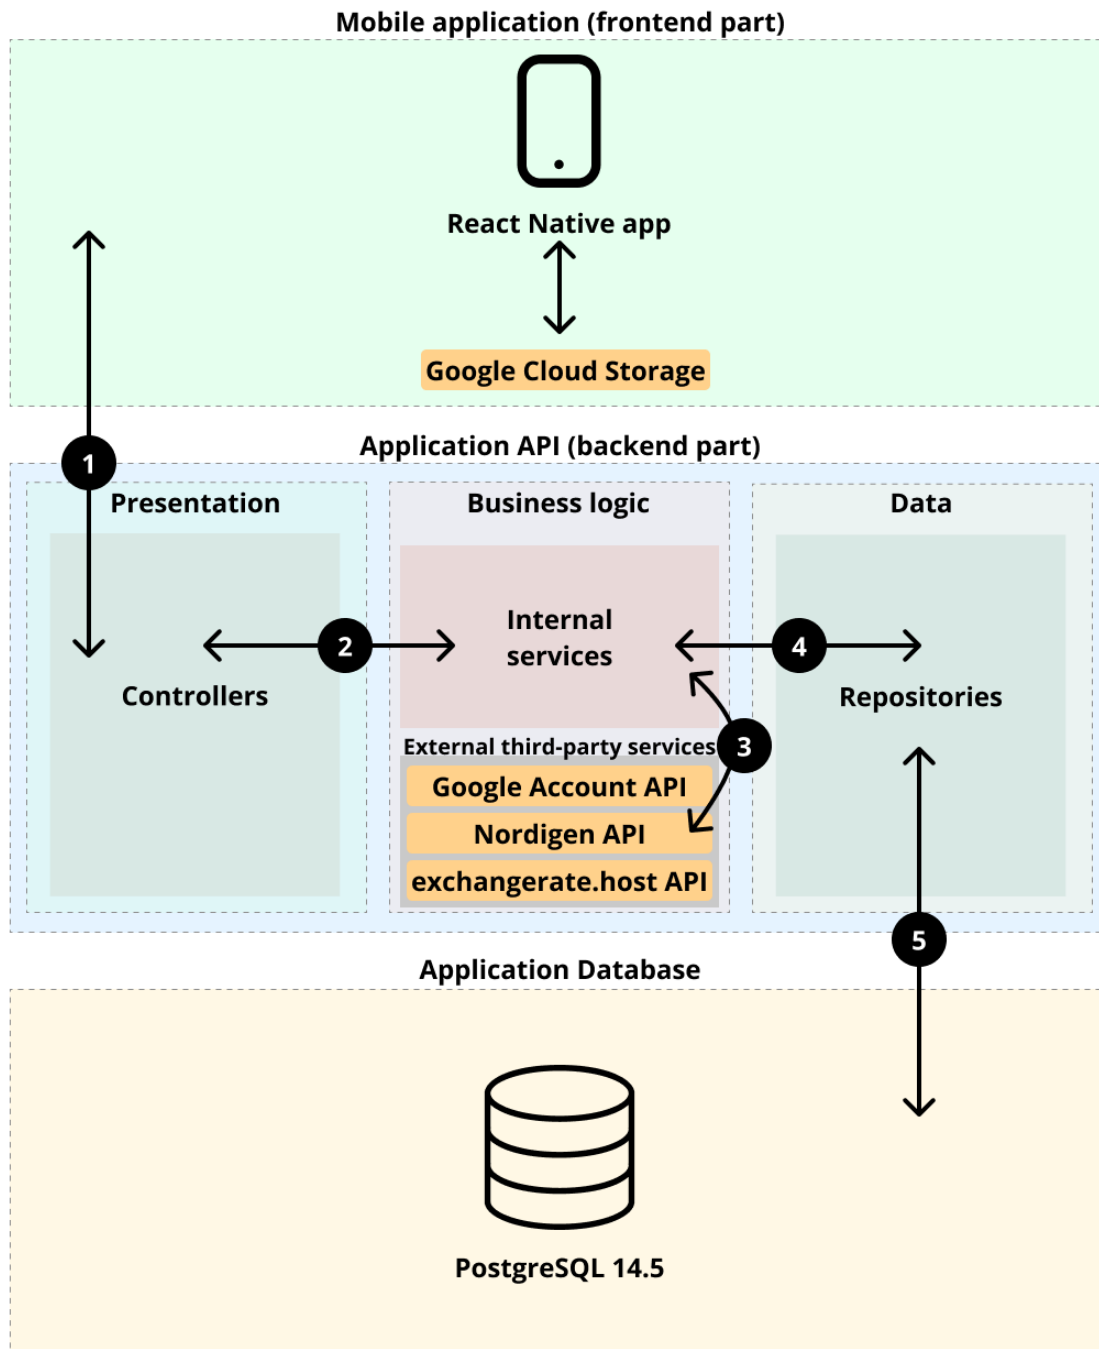 Mobile application (frontend part)
React Native app
Google Cloud Storage
Application API (backend part)
1
Presentation
Business logic
Data
Internal
services
2
4
Controllers
Repositories
External third-party services
3
Google Account API
Nordigen API
exchangerate.host API
5
Application Database
PostgreSQL 14.5